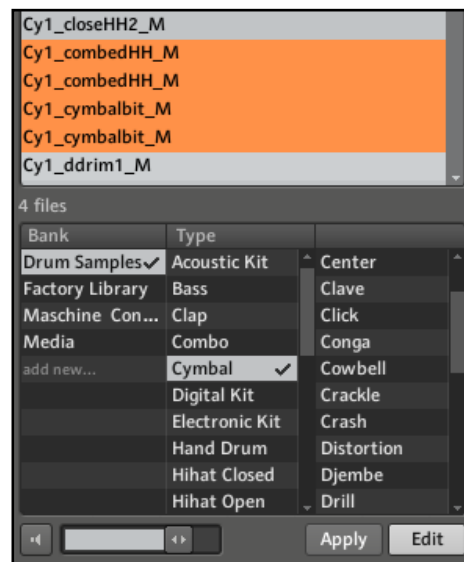 Cy1_closeHH2_M
Cy1_combedHH_M
Cy1_combedHH_M
Cy1_cymbalbit_M
Cy1_cymbalbit_M
Cy1_ddrim1_M
4 files
Bank Type
Drum Samples Acoustic Kit Center
Factory Library Bass Clave
Maschine Con... Clap Click
Media Combo Conga
add new... Cymbal Cowbell
Digital Kit Crackle
Electronic Kit Crash
Hand Drum Distortion
Hihat Closed Djembe
Hihat Open Drill
Apply Edit